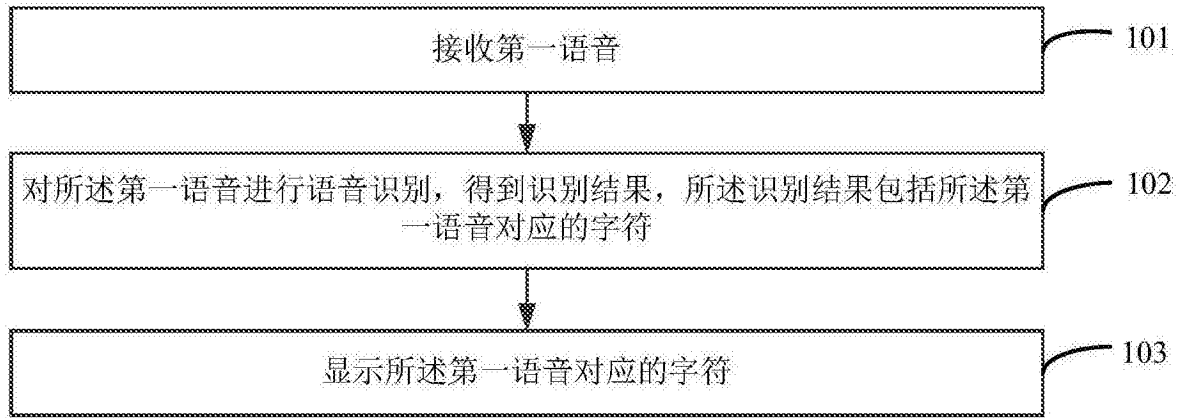 接收第一语音
101
对所述第一语音进行语音识别，得到识别结果，所述识别结果包括所述第
一语音对应的字符
102
显示所述第一语音对应的字符
103